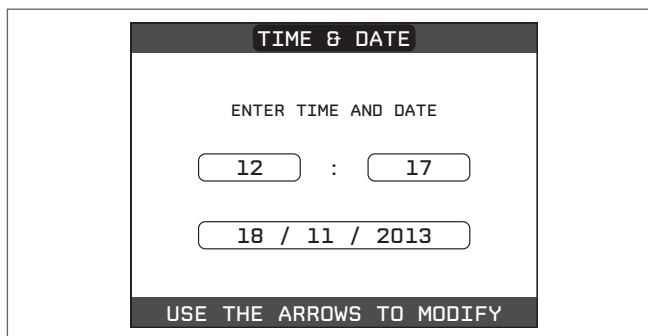 TIME & DATE
ENTER TIME AND DATE
12 : 17
18 / 11 / 2013
USE THE ARROWS TO MODIFY